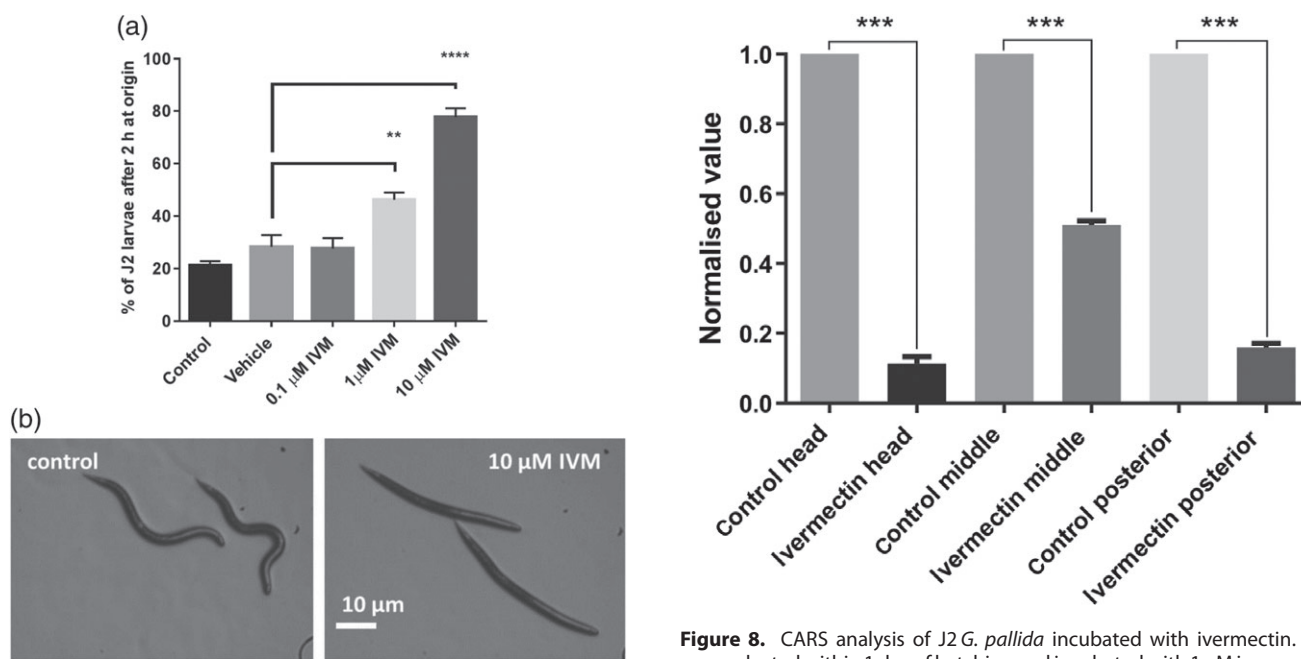 (a)
****
**
% of J2 larvae after 2 h at origin
100
80
60
40
20
0
Control
Vehicle
0.1 µM IVM
1µM IVM
10 µM IVM
(b)
control
10 µM IVM
10 µm
***
***
***
Normalised value
1.0
0.8
0.6
0.4
0.2
0.0
Control head
Ivermectin head
Control middle
Ivermectin middle
Control posterior
Ivermectin posterior
Figure 8. CARS analysis of J2 G. pallida incubated with ivermectin.